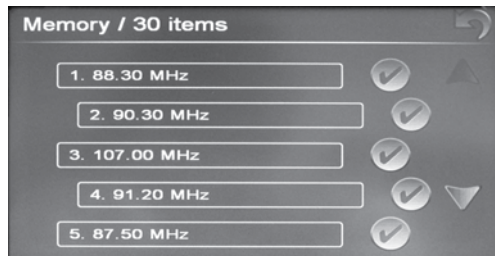 Memory / 30 items
1. 88.30 MHz
2. 90.30 MHz
3. 107.00 MHz
4. 91.20 MHz
5. 87.50 MHz